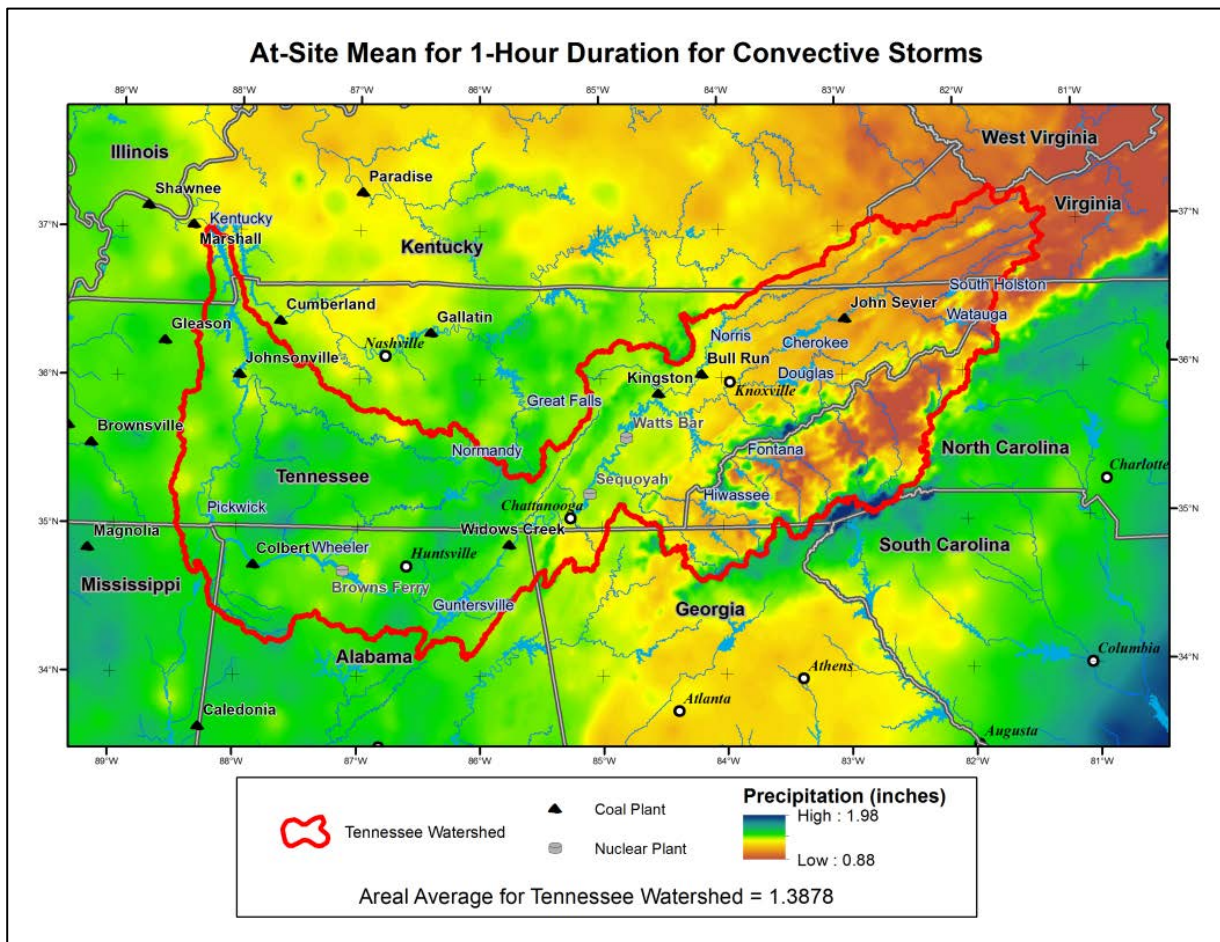 At-Site Mean for 1-Hour Duration for Convective Storms
89°W 88°W 87°W 86°W 85°W 84°W 83°W 82°W 81°W
West Virginia
Illinois
Paradise
Shawnee
Virginia
37°N 37°N
Kentucky
Marshall
Kentucky
South Holston
Cumberland
John Sevier
Gallatin
Watauga
Gleason
Norris
Nashville
Cherokee
36°N 36°N
Johnsonville
Bull Run
Douglas
Kingston
Knoxville
Great Falls
Brownsville
Watts Bar
Normandy
Fontana
North Carolina
Tennessee
Charlotte
Sequoyah
Hiwassee
Pickwick
Chattanooga
35°N 35°N
Magnolia
Widows Creek
Colbert
Wheeler
Huntsville
South Carolina
Mississippi
Browns Ferry
Guntersville
Georgia
Alabama
Columbia
34°N 34°N
Athens
Atlanta
Caledonia
Augusta
89°W 88°W 87°W 86°W 85°W 84°W 83°W 82°W 81°W
Precipitation (inches)
Tennessee Watershed
Coal Plant
High : 1.98
Nuclear Plant
Low : 0.88
Areal Average for Tennessee Watershed = 1.3878